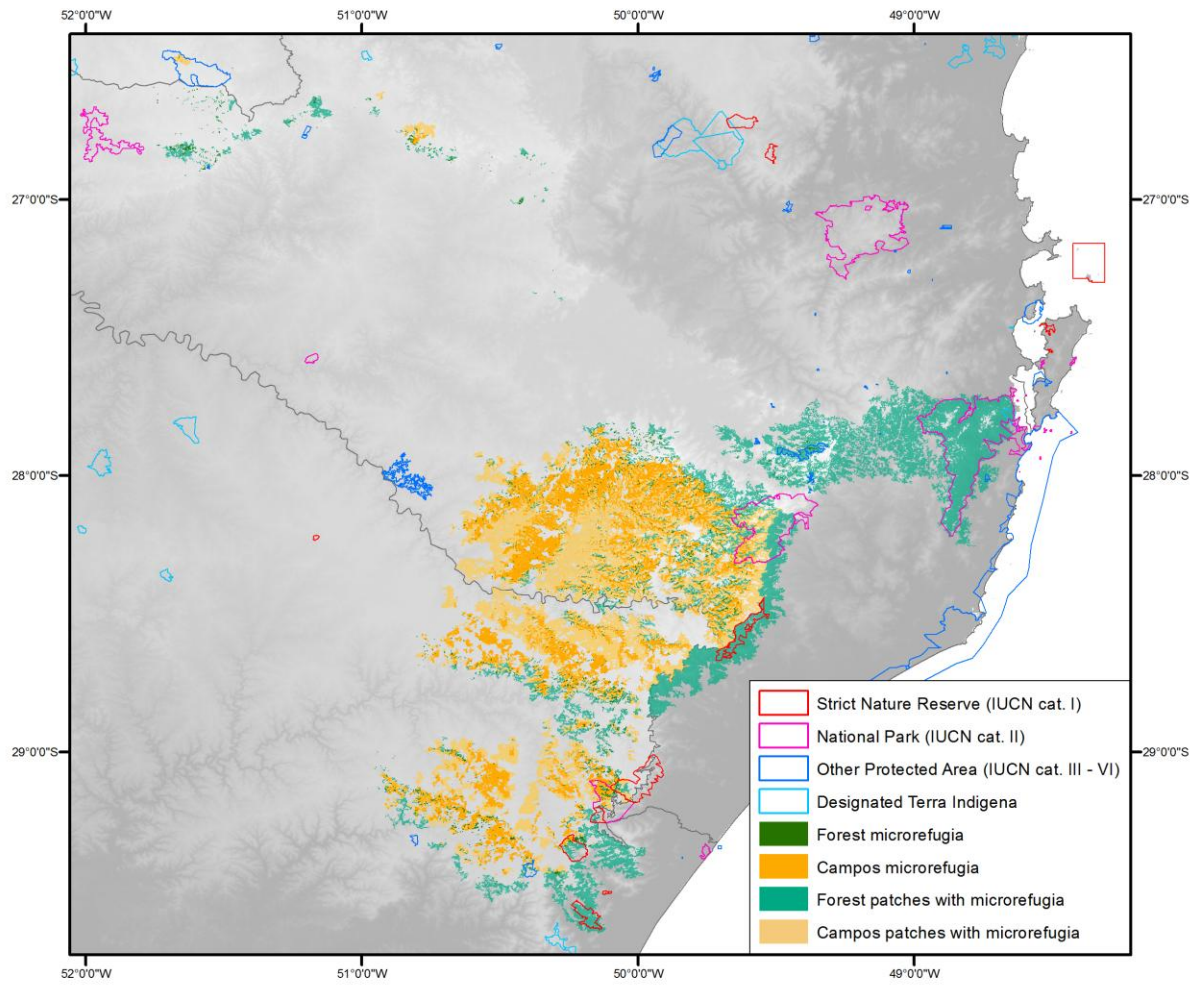 52°0'0"W
51°0'0"W
50°0'0"W
49°0'0"W
27°0'0"S
27°0'0"S
28°0'0"S
28°0'0"S
29°0'0"S
29°0'0"S
Strict Nature Reserve (IUCN cat. I)
National Park (IUCN cat. II)
Other Protected Area (IUCN cat. III - VI)
Designated Terra Indigena
Forest microrefugia
Campos microrefugia
Forest patches with microrefugia
Campos patches with microrefugia
52°0'0"W
51°0'0"W
50°0'0"W
49°0'0"W